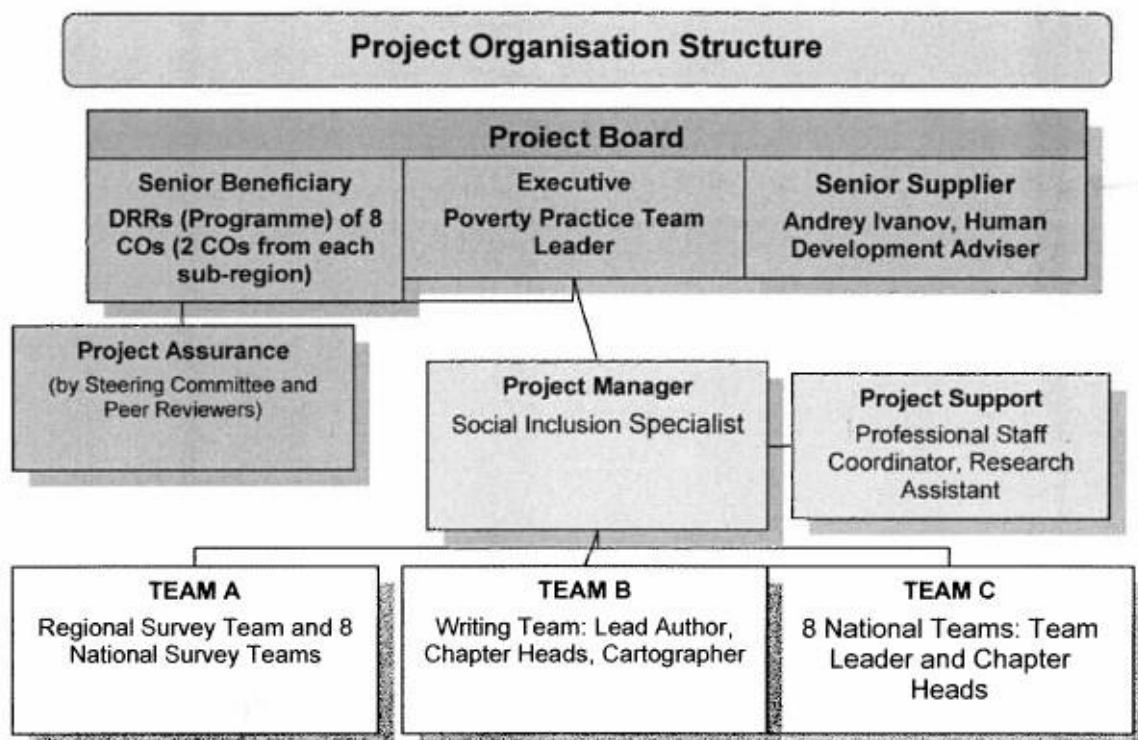 Project Organisation Structure
Project Board
Senior Beneficiary
DRRs (Programme) of 8
COs (2 COs from each
sub-region)
Executive
Poverty Practice Team
Leader
Senior Supplier
Andrey Ivanov, Human
Development Adviser
Project Assurance
(by Steering Committee and
Peer Reviewers)
Project Manager
Social Inclusion Specialist
Project Support
Professional Staff
Coordinator, Research
Assistant
TEAM A
Regional Survey Team and 8
National Survey Teams
TEAM B
Writing Team: Lead Author,
Chapter Heads, Cartographer
TEAM C
8 National Teams: Team
Leader and Chapter
Heads